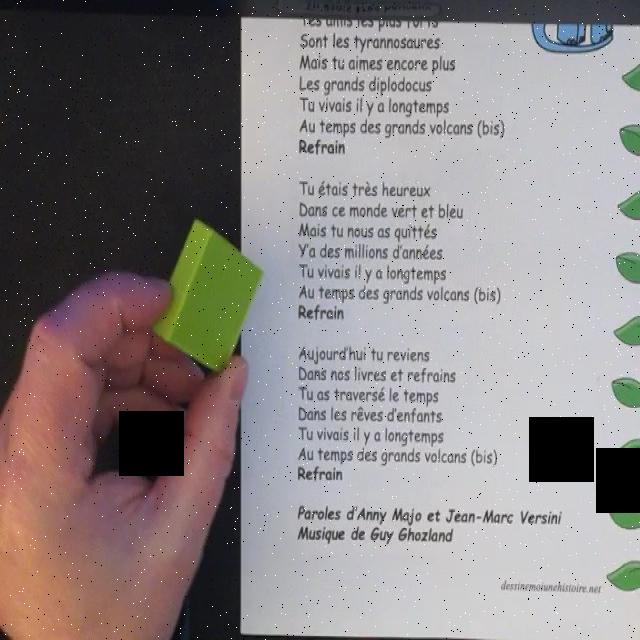 Tes amis les plus forts
Sont les tyrannosaures
Mais tu aimes encore plus
Les grands diplodocus
Tu vivais il y a longtemps
Au temps des grands volcans (bis)
Refrain
Tu étais très heureux
Dans ce monde vert et bleu
Mais tu nous as quittés
Y'a des millions d'années.
Tu vivais il y a longtemps
Au temps des grands volcans (bis)
Refrain
Aujourd'hui tu reviens
Dans nos livres et refrains
Tu as traversé le temps
Dans les rêves d'enfants
Tu vivais il y a longtemps
Au temps des grands volcans (bis)
Refrain
Paroles d'Anny Majo et Jean-Marc Versini
Musique de Guy Ghozland
dessinemoiunehistoire.net